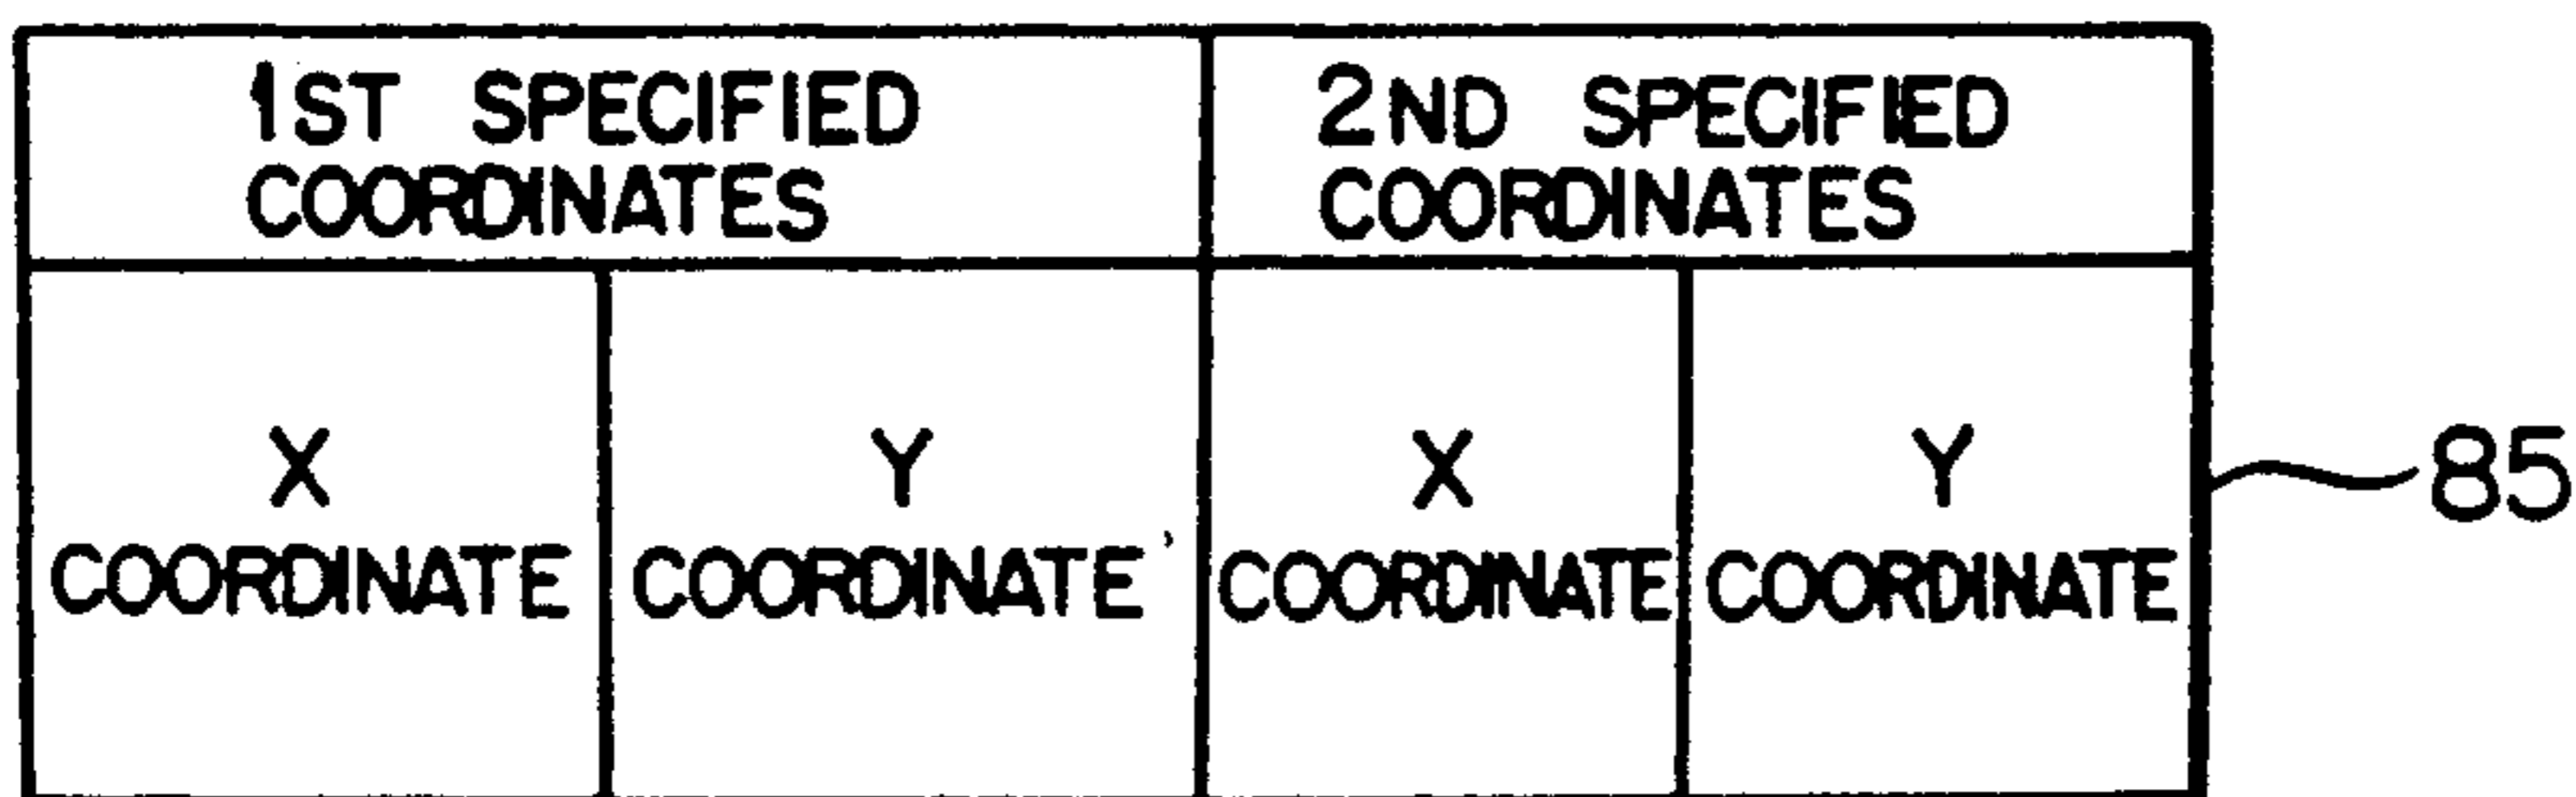 1ST SPECIFIED
COORDINATES
2ND SPECIFIED
COORDINATES
X
COORDINATE
Y
COORDINATE
X
COORDINATE
Y
COORDINATE
85